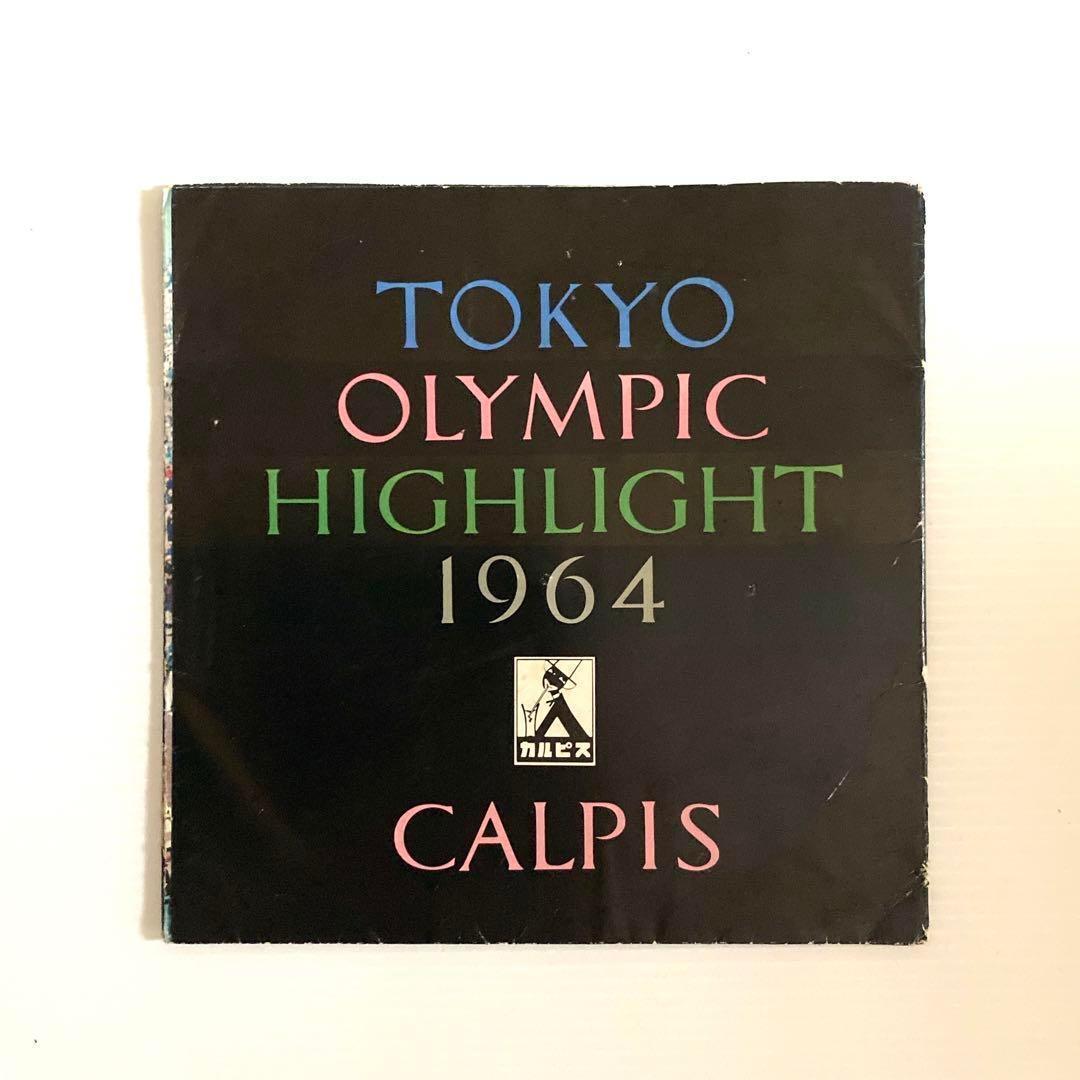 TOKYO
OLYMPIC
HIGHLIGHT
1964
カルピス
CALPIS